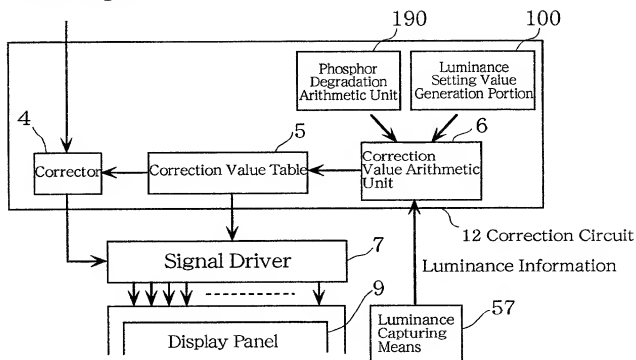 190
100
Phosphor
Degradation
Arithmetic Unit
Luminance
Setting Value
Generation Portion
4
5
6
Corrector
Correction Value Table
Correction
Value Arithmetic
Unit
12 Correction Circuit
7
Signal Driver
Luminance Information
9
57
Display Panel
Luminance
Capturing
Means